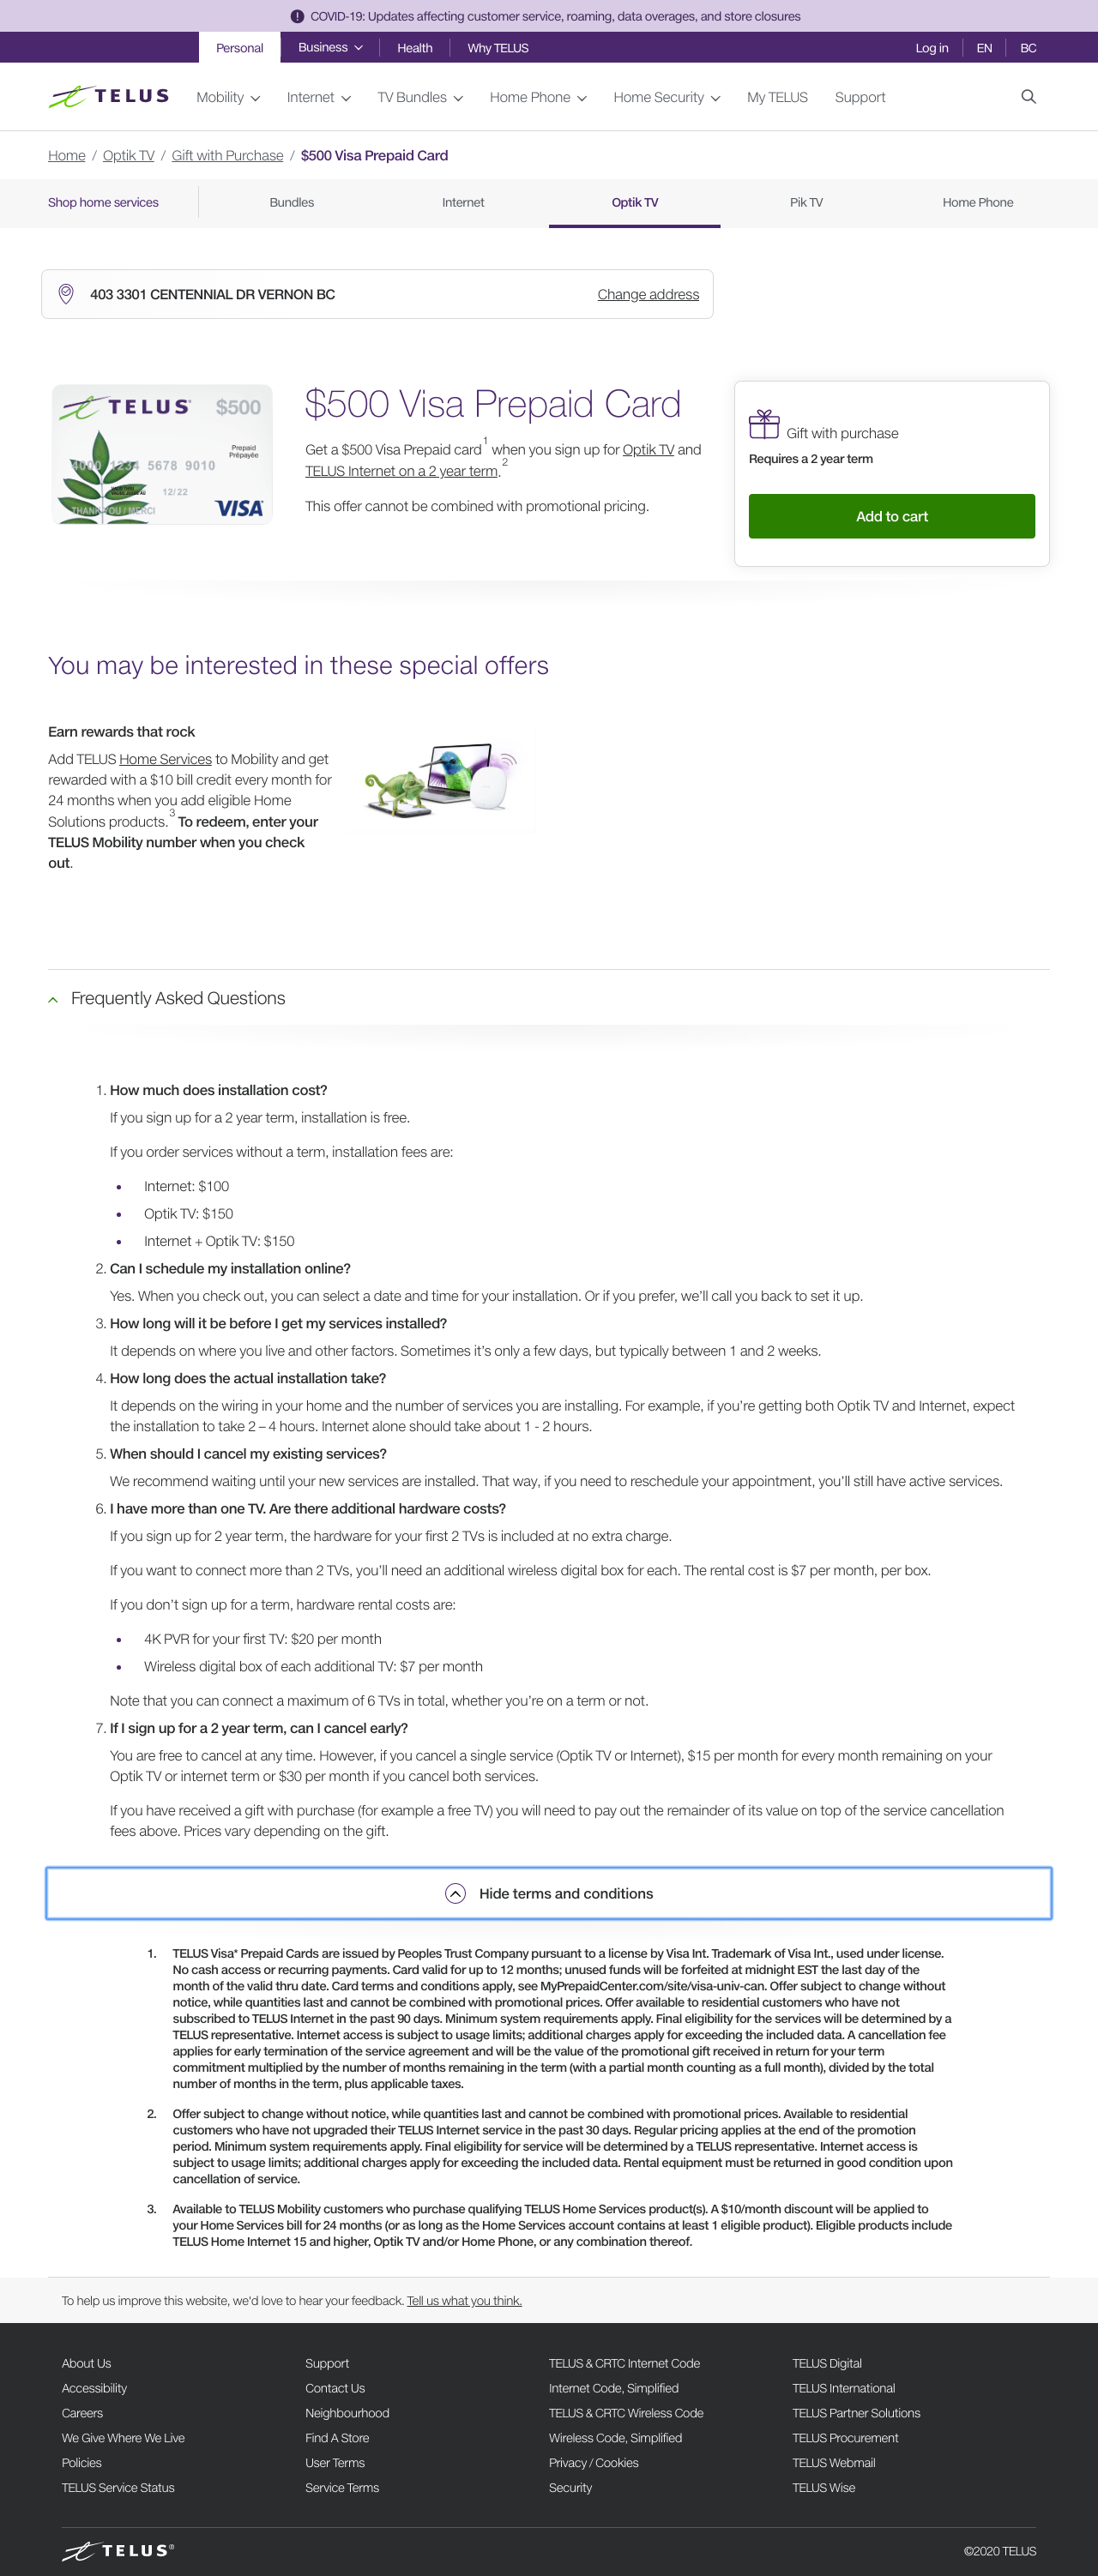 COVID-19: Updates affecting customer service, roaming, data overages, and store closures
Personal Business Health Why TELUS Log in EN BC
TELUS Mobility Internet TV Bundles Home Phone Home Security My TELUS Support
Home / Optik TV / Gift with Purchase / $500 Visa Prepaid Card
Shop home services Bundles Internet Optik TV Pik TV Home Phone
403 3301 CENTENNIAL DR VERNON BC Change address
TELUS® $500
Prepaid
Prépayée
4000 1234 5678 9010
12/22
THANK YOU / MERCI
VISA
$500 Visa Prepaid Card
Get a $500 Visa Prepaid card1 when you sign up for Optik TV and
TELUS Internet on a 2 year term.2
This offer cannot be combined with promotional pricing.
Gift with purchase
Requires a 2 year term
Add to cart
You may be interested in these special offers
Earn rewards that rock
Add TELUS Home Services to Mobility and get
rewarded with a $10 bill credit every month for
24 months when you add eligible Home
Solutions products.3 To redeem, enter your
TELUS Mobility number when you check
out.
Frequently Asked Questions
1. How much does installation cost?
If you sign up for a 2 year term, installation is free.
If you order services without a term, installation fees are:
• Internet: $100
• Optik TV: $150
• Internet + Optik TV: $150
2. Can I schedule my installation online?
Yes. When you check out, you can select a date and time for your installation. Or if you prefer, we'll call you back to set it up.
3. How long will it be before I get my services installed?
It depends on where you live and other factors. Sometimes it's only a few days, but typically between 1 and 2 weeks.
4. How long does the actual installation take?
It depends on the wiring in your home and the number of services you are installing. For example, if you're getting both Optik TV and Internet, expect
the installation to take 2 – 4 hours. Internet alone should take about 1 - 2 hours.
5. When should I cancel my existing services?
We recommend waiting until your new services are installed. That way, if you need to reschedule your appointment, you'll still have active services.
6. I have more than one TV. Are there additional hardware costs?
If you sign up for 2 year term, the hardware for your first 2 TVs is included at no extra charge.
If you want to connect more than 2 TVs, you'll need an additional wireless digital box for each. The rental cost is $7 per month, per box.
If you don't sign up for a term, hardware rental costs are:
• 4K PVR for your first TV: $20 per month
• Wireless digital box of each additional TV: $7 per month
Note that you can connect a maximum of 6 TVs in total, whether you're on a term or not.
7. If I sign up for a 2 year term, can I cancel early?
You are free to cancel at any time. However, if you cancel a single service (Optik TV or Internet), $15 per month for every month remaining on your
Optik TV or internet term or $30 per month if you cancel both services.
If you have received a gift with purchase (for example a free TV) you will need to pay out the remainder of its value on top of the service cancellation
fees above. Prices vary depending on the gift.
Hide terms and conditions
1. TELUS Visa* Prepaid Cards are issued by Peoples Trust Company pursuant to a license by Visa Int. Trademark of Visa Int., used under license.
No cash access or recurring payments. Card valid for up to 12 months; unused funds will be forfeited at midnight EST the last day of the
month of the valid thru date. Card terms and conditions apply, see MyPrepaidCenter.com/site/visa-univ-can. Offer subject to change without
notice, while quantities last and cannot be combined with promotional prices. Offer available to residential customers who have not
subscribed to TELUS Internet in the past 90 days. Minimum system requirements apply. Final eligibility for the services will be determined by a
TELUS representative. Internet access is subject to usage limits; additional charges apply for exceeding the included data. A cancellation fee
applies for early termination of the service agreement and will be the value of the promotional gift received in return for your term
commitment multiplied by the number of months remaining in the term (with a partial month counting as a full month), divided by the total
number of months in the term, plus applicable taxes.
2. Offer subject to change without notice, while quantities last and cannot be combined with promotional prices. Available to residential
customers who have not upgraded their TELUS Internet service in the past 30 days. Regular pricing applies at the end of the promotion
period. Minimum system requirements apply. Final eligibility for service will be determined by a TELUS representative. Internet access is
subject to usage limits; additional charges apply for exceeding the included data. Rental equipment must be returned in good condition upon
cancellation of service.
3. Available to TELUS Mobility customers who purchase qualifying TELUS Home Services product(s). A $10/month discount will be applied to
your Home Services bill for 24 months (or as long as the Home Services account contains at least 1 eligible product). Eligible products include
TELUS Home Internet 15 and higher, Optik TV and/or Home Phone, or any combination thereof.
To help us improve this website, we'd love to hear your feedback. Tell us what you think.
About Us Support TELUS & CRTC Internet Code TELUS Digital
Accessibility Contact Us Internet Code, Simplified TELUS International
Careers Neighbourhood TELUS & CRTC Wireless Code TELUS Partner Solutions
We Give Where We Live Find A Store Wireless Code, Simplified TELUS Procurement
Policies User Terms Privacy / Cookies TELUS Webmail
TELUS Service Status Service Terms Security TELUS Wise
TELUS® ©2020 TELUS